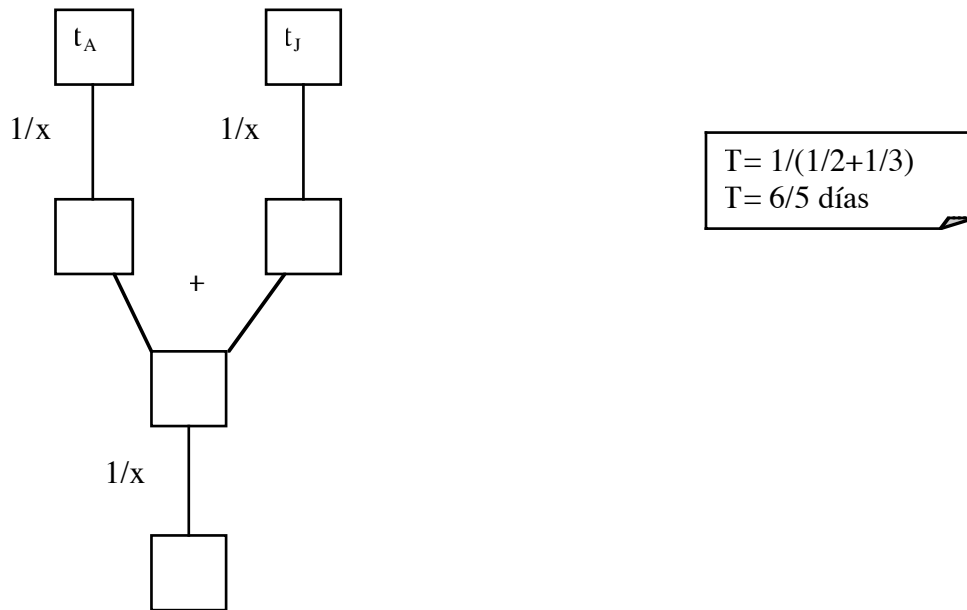 t_A
t_J
1/x
1/x
T= 1/(1/2+1/3)
T= 6/5 días
+
1/x